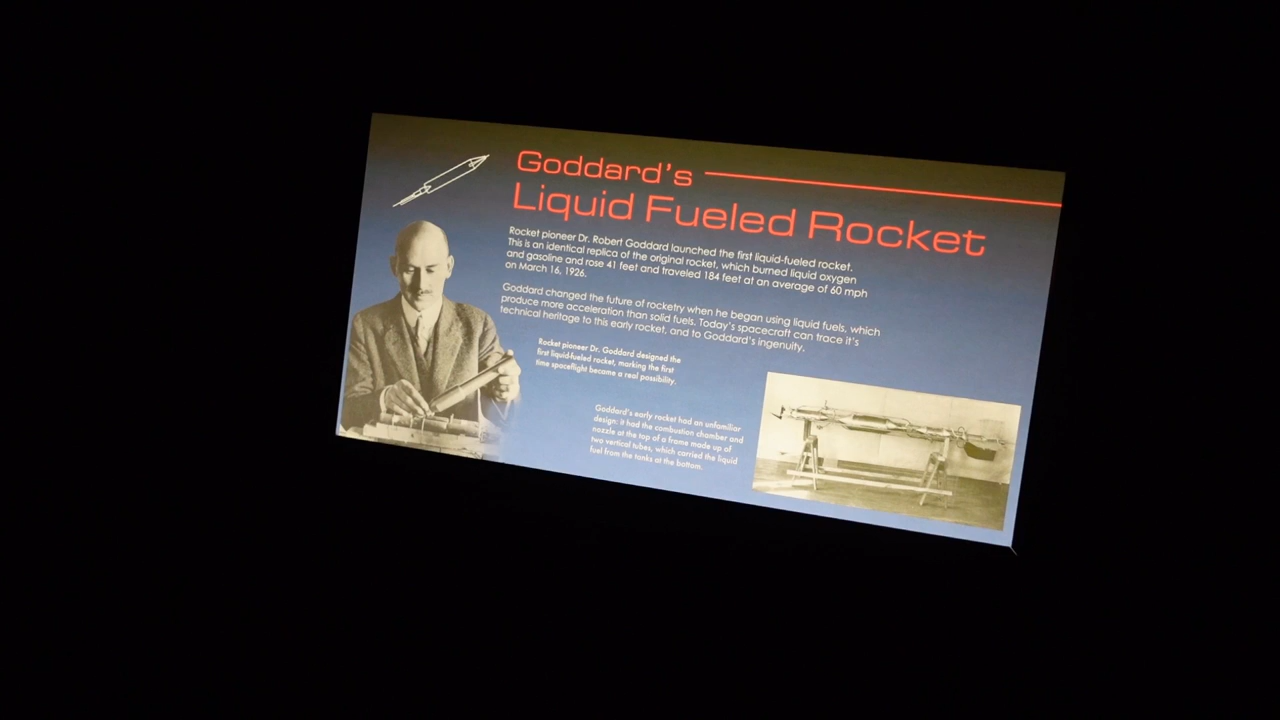 Goddard's
Liquid Fueled Rocket
Rocket pioneer Dr. Robert Goddard launched the first liquid-fueled rocket.
This is an identical replica of the original rocket, which burned liquid oxygen
and gasoline and rose 41 feet and traveled 184 feet at an average of 60 mph
on March 16, 1926.
Goddard changed the future of rocketry when he began using liquid fuels, which
produce more acceleration than solid fuels. Today's spacecraft can trace it's
technical heritage to this early rocket, and to Goddard's ingenuity.
Rocket pioneer Dr. Goddard designed the
first liquid-fueled rocket, marking the first
time spaceflight became a real possibility.
Goddard's early rocket had an unfamiliar
design: it had the combustion chamber and
nozzle at the top of a frame made up of
two vertical tubes, which carried the liquid
fuel from the tanks at the bottom.